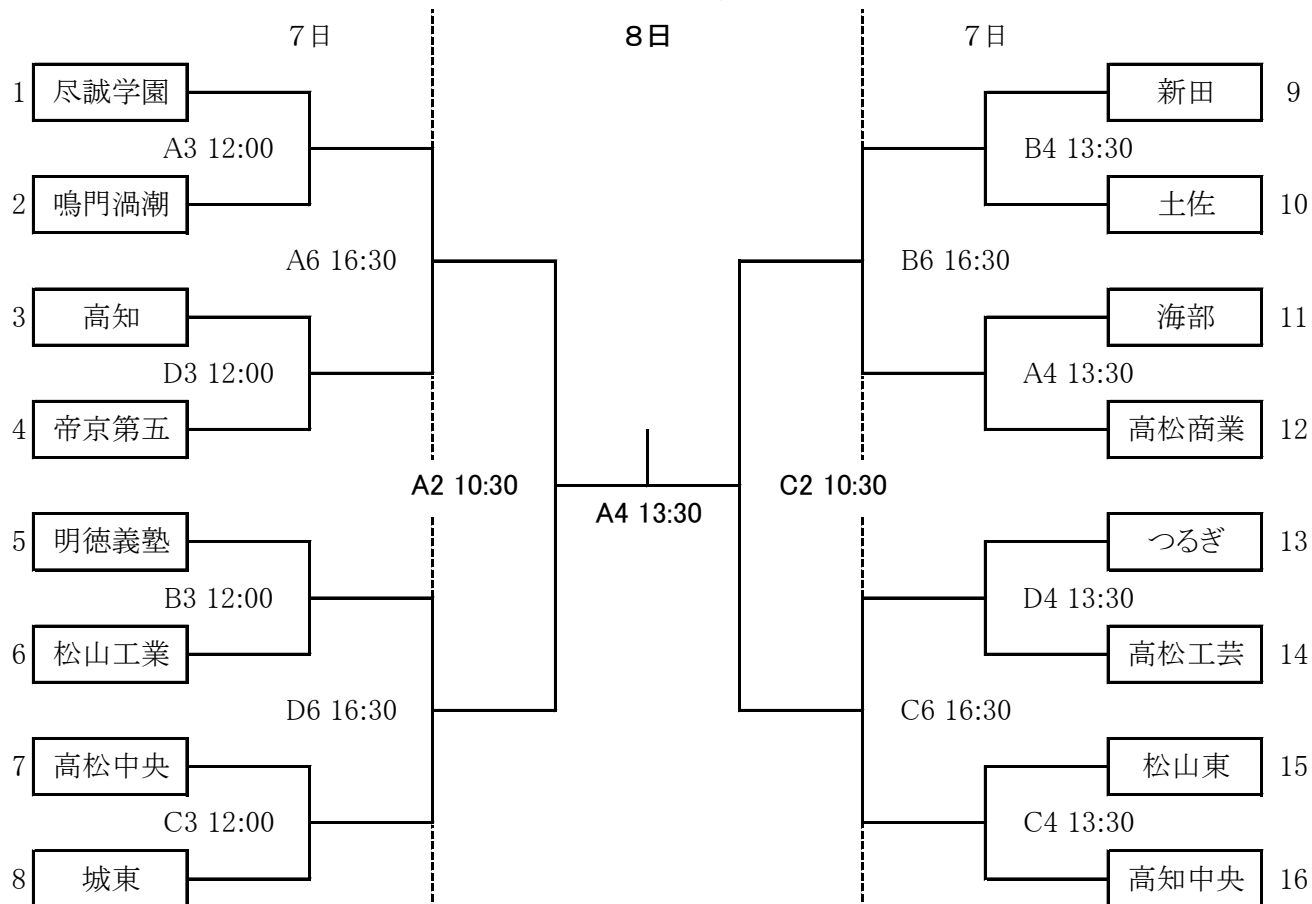 7日 8日 7日
1 尽誠学園 新田 9
A3 12:00 B4 13:30
2 鳴門渦潮 土佐 10
A6 16:30 B6 16:30
3 高知 海部 11
D3 12:00 A4 13:30
4 帝京第五 高松商業 12
A2 10:30 C2 10:30
A4 13:30
5 明徳義塾 つるぎ 13
B3 12:00 D4 13:30
6 松山工業 高松工芸 14
D6 16:30 C6 16:30
7 高松中央 松山東 15
C3 12:00 C4 13:30
8 城東 高知中央 16